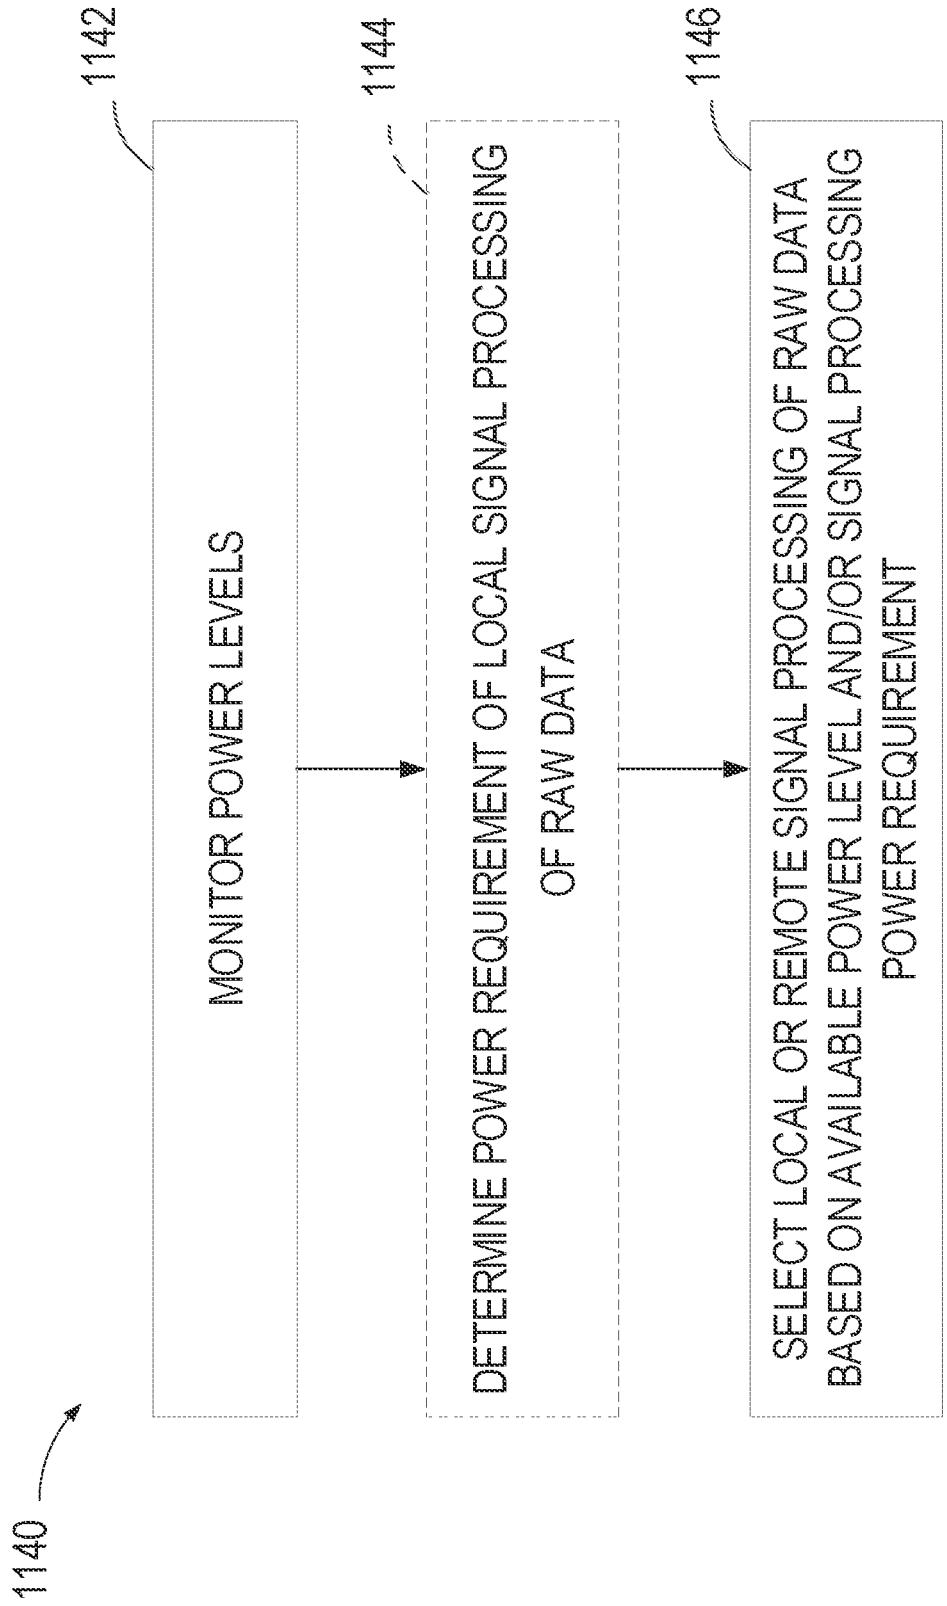 1140
1142
MONITOR POWER LEVELS
1144
DETERMINE POWER REQUIREMENT OF LOCAL SIGNAL PROCESSING
OF RAW DATA
1146
SELECT LOCAL OR REMOTE SIGNAL PROCESSING OF RAW DATA
BASED ON AVAILABLE POWER LEVEL AND/OR SIGNAL PROCESSING
POWER REQUIREMENT